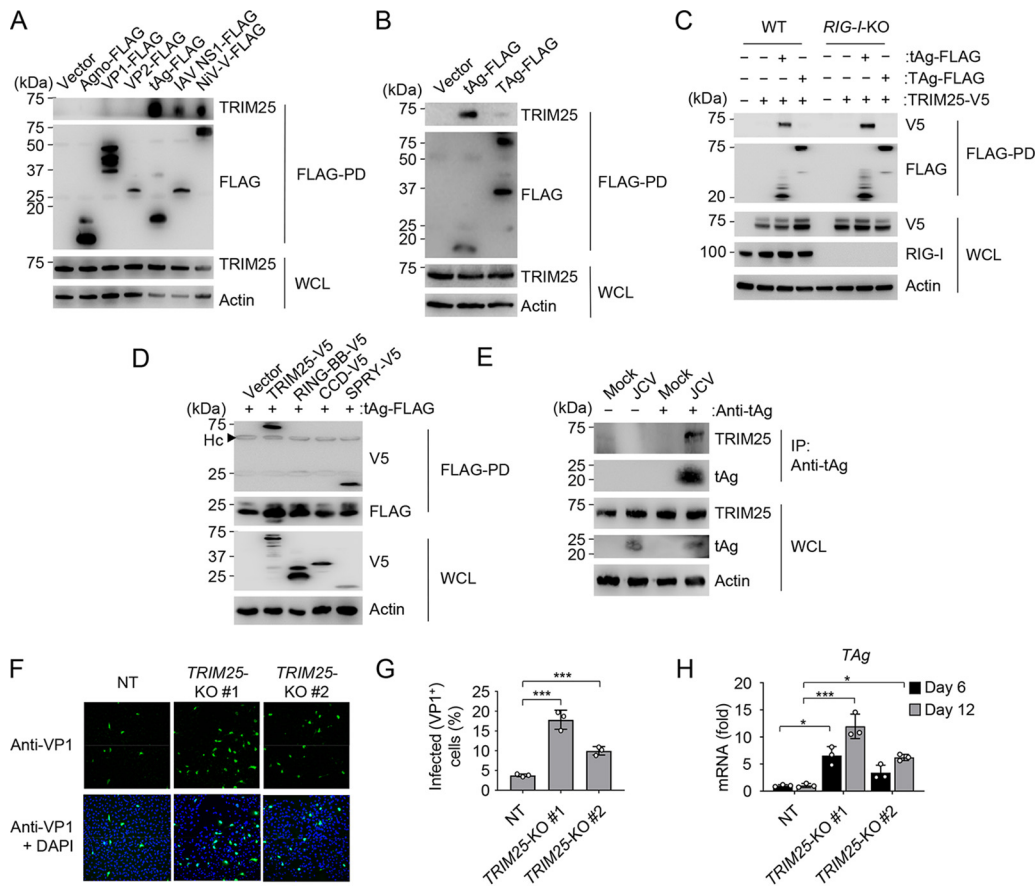 A
Vector
Agno-FLAG
VP1-FLAG
VP2-FLAG
tAg-FLAG
IAV NS1-FLAG
NiV-V-FLAG
(kDa)
75
TRIM25
75
50
37
25
20
FLAG
FLAG-PD
75
TRIM25
Actin
WCL
B
Vector
tAg-FLAG
TAg-FLAG
(kDa)
75
TRIM25
75
50
37
25
20
FLAG
FLAG-PD
75
TRIM25
Actin
WCL
C
WT
RIG-I-KO
– – + – – – + – :tAg-FLAG
– – – + – – – + :TAg-FLAG
– + + + – + + + :TRIM25-V5
(kDa)
75
V5
75
20
FLAG
FLAG-PD
75
V5
100
RIG-I
Actin
WCL
D
Vector
TRIM25-V5
RING-BB-V5
CCD-V5
SPRY-V5
(kDa) + + + + + :tAg-FLAG
75
Hc
25
V5
25
FLAG
FLAG-PD
75
37
25
V5
Actin
WCL
E
Mock
JCV
Mock
JCV
(kDa) – – + + :Anti-tAg
75
TRIM25
25
20
tAg
IP:
Anti-tAg
75
TRIM25
25
20
tAg
Actin
WCL
F
NT
TRIM25-
KO #1
TRIM25-
KO #2
Anti-VP1
Anti-VP1
+ DAPI
G
Infected (VP1+)
cells (%)
25
20
15
10
5
0
***
***
NT
TRIM25-KO #1
TRIM25-KO #2
H
TAg
mRNA (fold)
20
15
10
5
0
*
***
*
Day 6
Day 12
NT
TRIM25-KO #1
TRIM25-KO #2